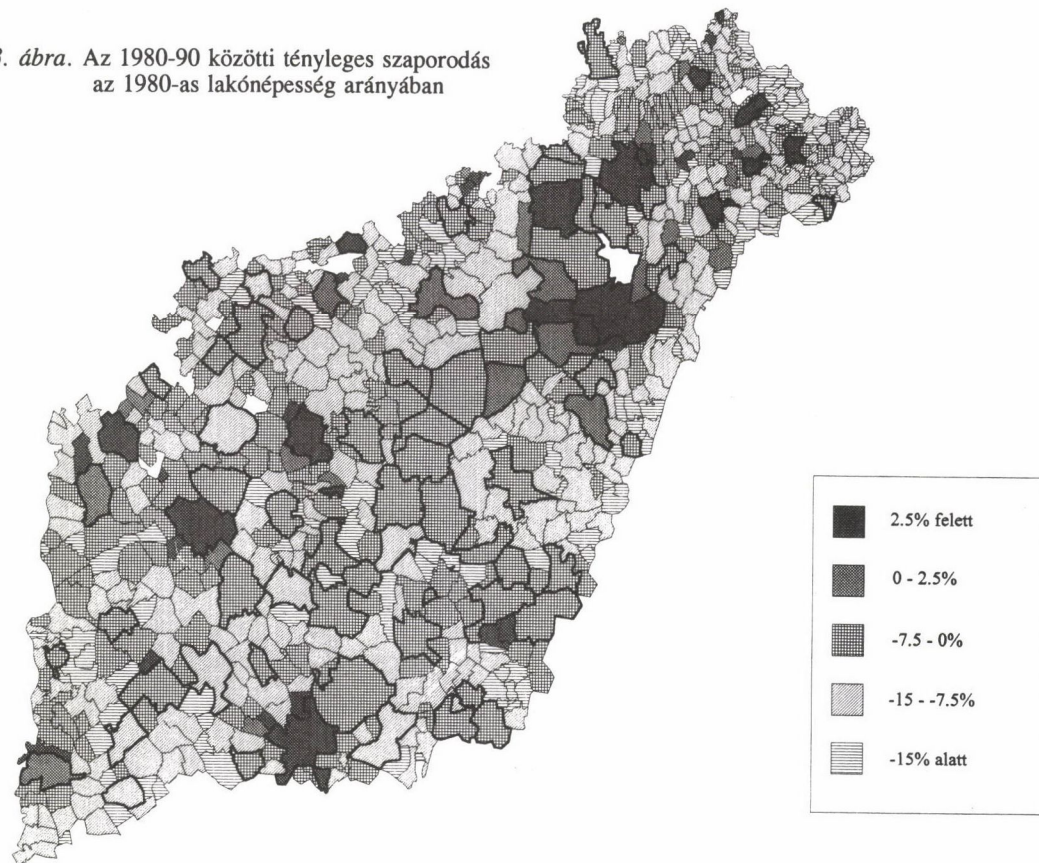 . ábra. Az 1980-90 közötti tényleges szaporodás
az 1980-as lakónépesség arányában
2.5% felett
0 - 2.5%
-7.5 - 0%
-15 - -7.5%
-15% alatt